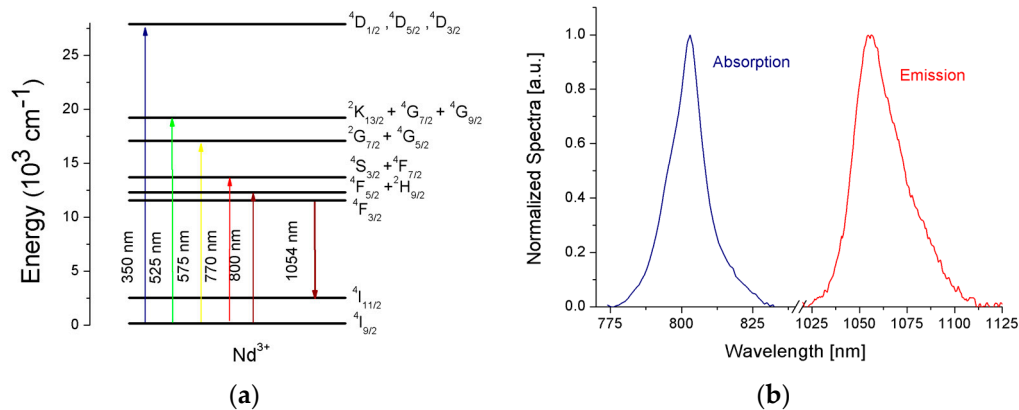 Energy (10³ cm⁻¹)
25
20
15
10
5
0
⁴D₁/₂ ,⁴D₅/₂ ,⁴D₃/₂
²K₁₃/₂ + ⁴G₇/₂ + ⁴G₉/₂
²G₇/₂ + ⁴G₅/₂
⁴S₃/₂ + ⁴F₇/₂
⁴F₅/₂ + ²H₉/₂
⁴F₃/₂
350 nm
525 nm
575 nm
770 nm
800 nm
1054 nm
⁴I₁₁/₂
⁴I₉/₂
Nd³⁺
(a)
Normalized Spectra [a.u.]
1.0
0.8
0.6
0.4
0.2
0.0
Absorption
Emission
775 800 825 1025 1050 1075 1100 1125
Wavelength [nm]
(b)